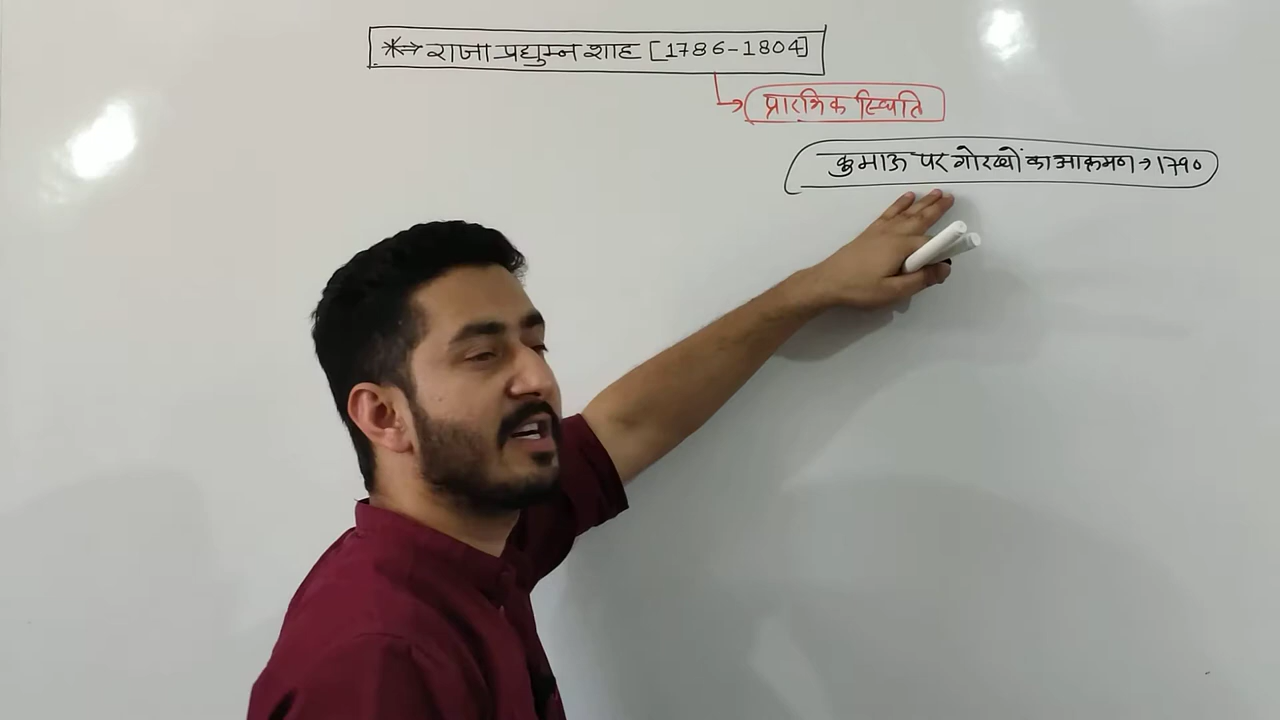 *⇒ राजा प्रद्युम्न शाह [1786-1804]
प्रारंभिक स्थिति
कुमाऊ पर गोरखों का आक्रमण → 1790